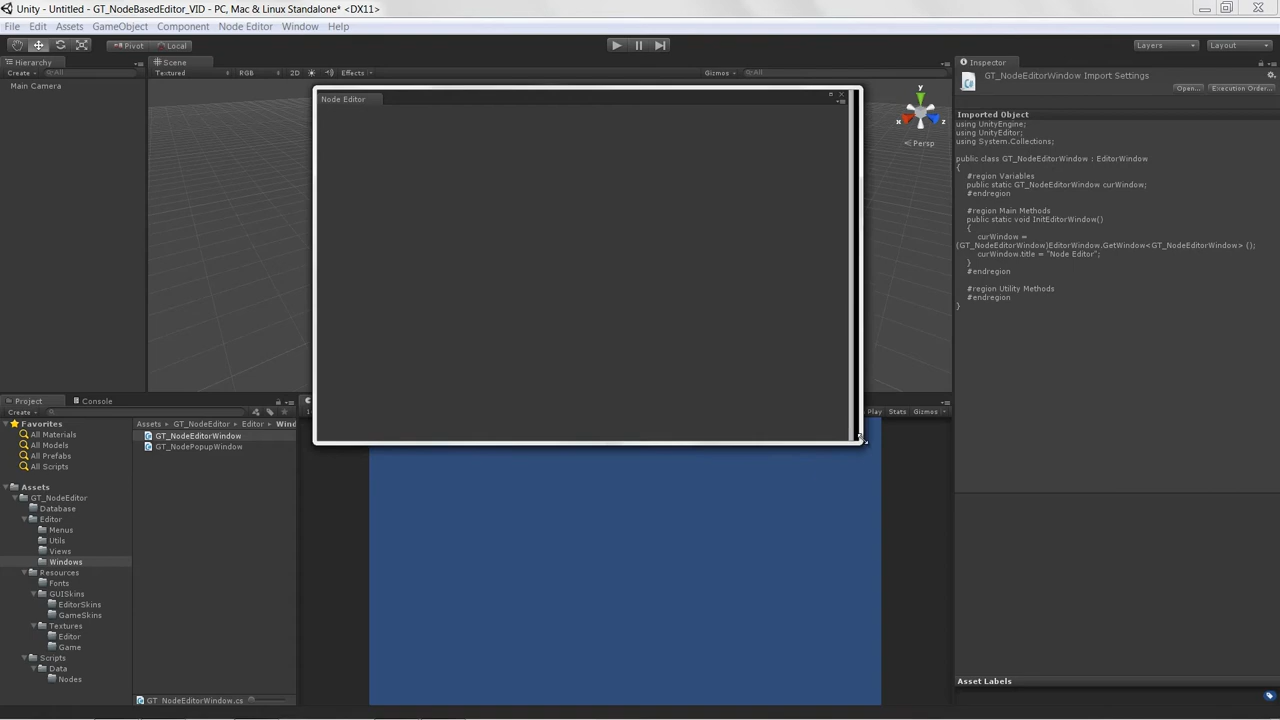 Unity - Untitled - GT_NodeBasedEditor_VID - PC, Mac & Linux Standalone* <DX11>
File Edit Assets GameObject Component Node Editor Window Help
Pivot Local
Layers
Layout
Hierarchy
Create
All
Main Camera
Scene
Textured RGB 2D Effects Gizmos All
y
x
z
Persp
Node Editor
Inspector
GT_NodeEditorWindow Import Settings
Open... Execution Order...
Imported Object
using UnityEngine;
using UnityEditor;
using System.Collections;
public class GT_NodeEditorWindow : EditorWindow
{
#region Variables
public static GT_NodeEditorWindow curWindow;
#endregion
#region Main Methods
public static void InitEditorWindow()
{
curWindow =
(GT_NodeEditorWindow)EditorWindow.GetWindow<GT_NodeEditorWindow> ();
curWindow.title = "Node Editor";
}
#endregion
#region Utility Methods
#endregion
}
Project Console
Create
Favorites
All Materials
All Models
All Prefabs
All Scripts
Assets
GT_NodeEditor
Database
Editor
Menus
Utils
Views
Windows
Resources
Fonts
GUISkins
EditorSkins
GameSkins
Textures
Editor
Game
Scripts
Data
Nodes
Assets GT_NodeEditor Editor Wind
GT_NodeEditorWindow
GT_NodePopupWindow
GT_NodeEditorWindow.cs
Play Stats Gizmos
Asset Labels